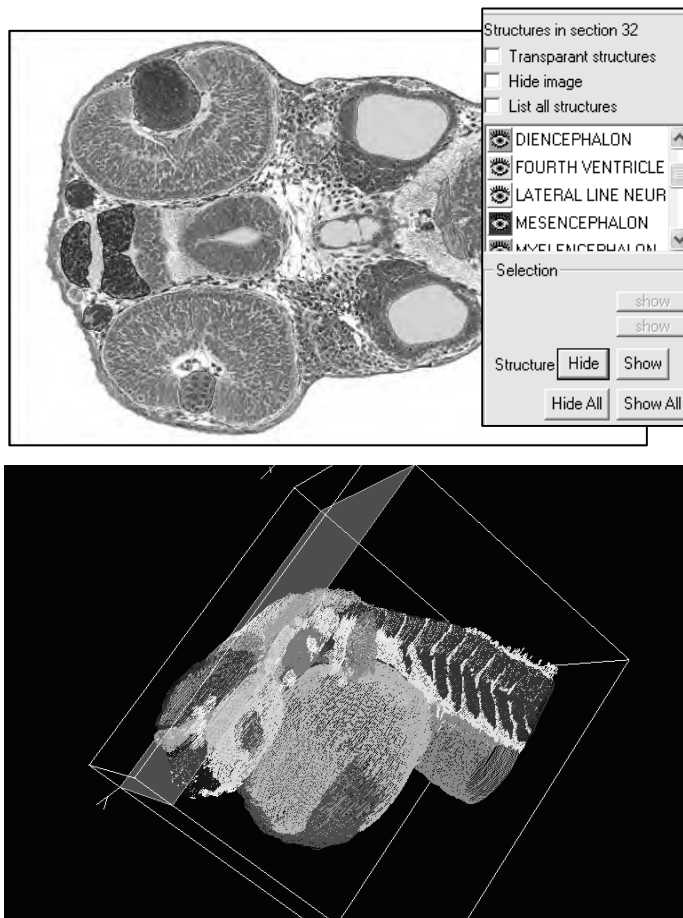 Structures in section 32
Transparant structures
Hide image
List all structures
DIENCEPHALON
FOURTH VENTRICLE
LATERAL LINE NEUR
MESENCEPHALON
MYELENCEPHALON
Selection
show
show
Structure Hide Show
Hide All Show All